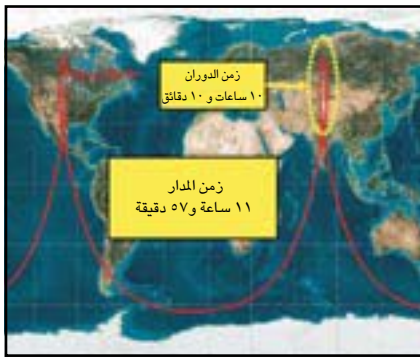 زمن الدوران
١٠ ساعات و ١٠ دقائق
زمن المدار
١١ ساعة و٥٧ دقيقة